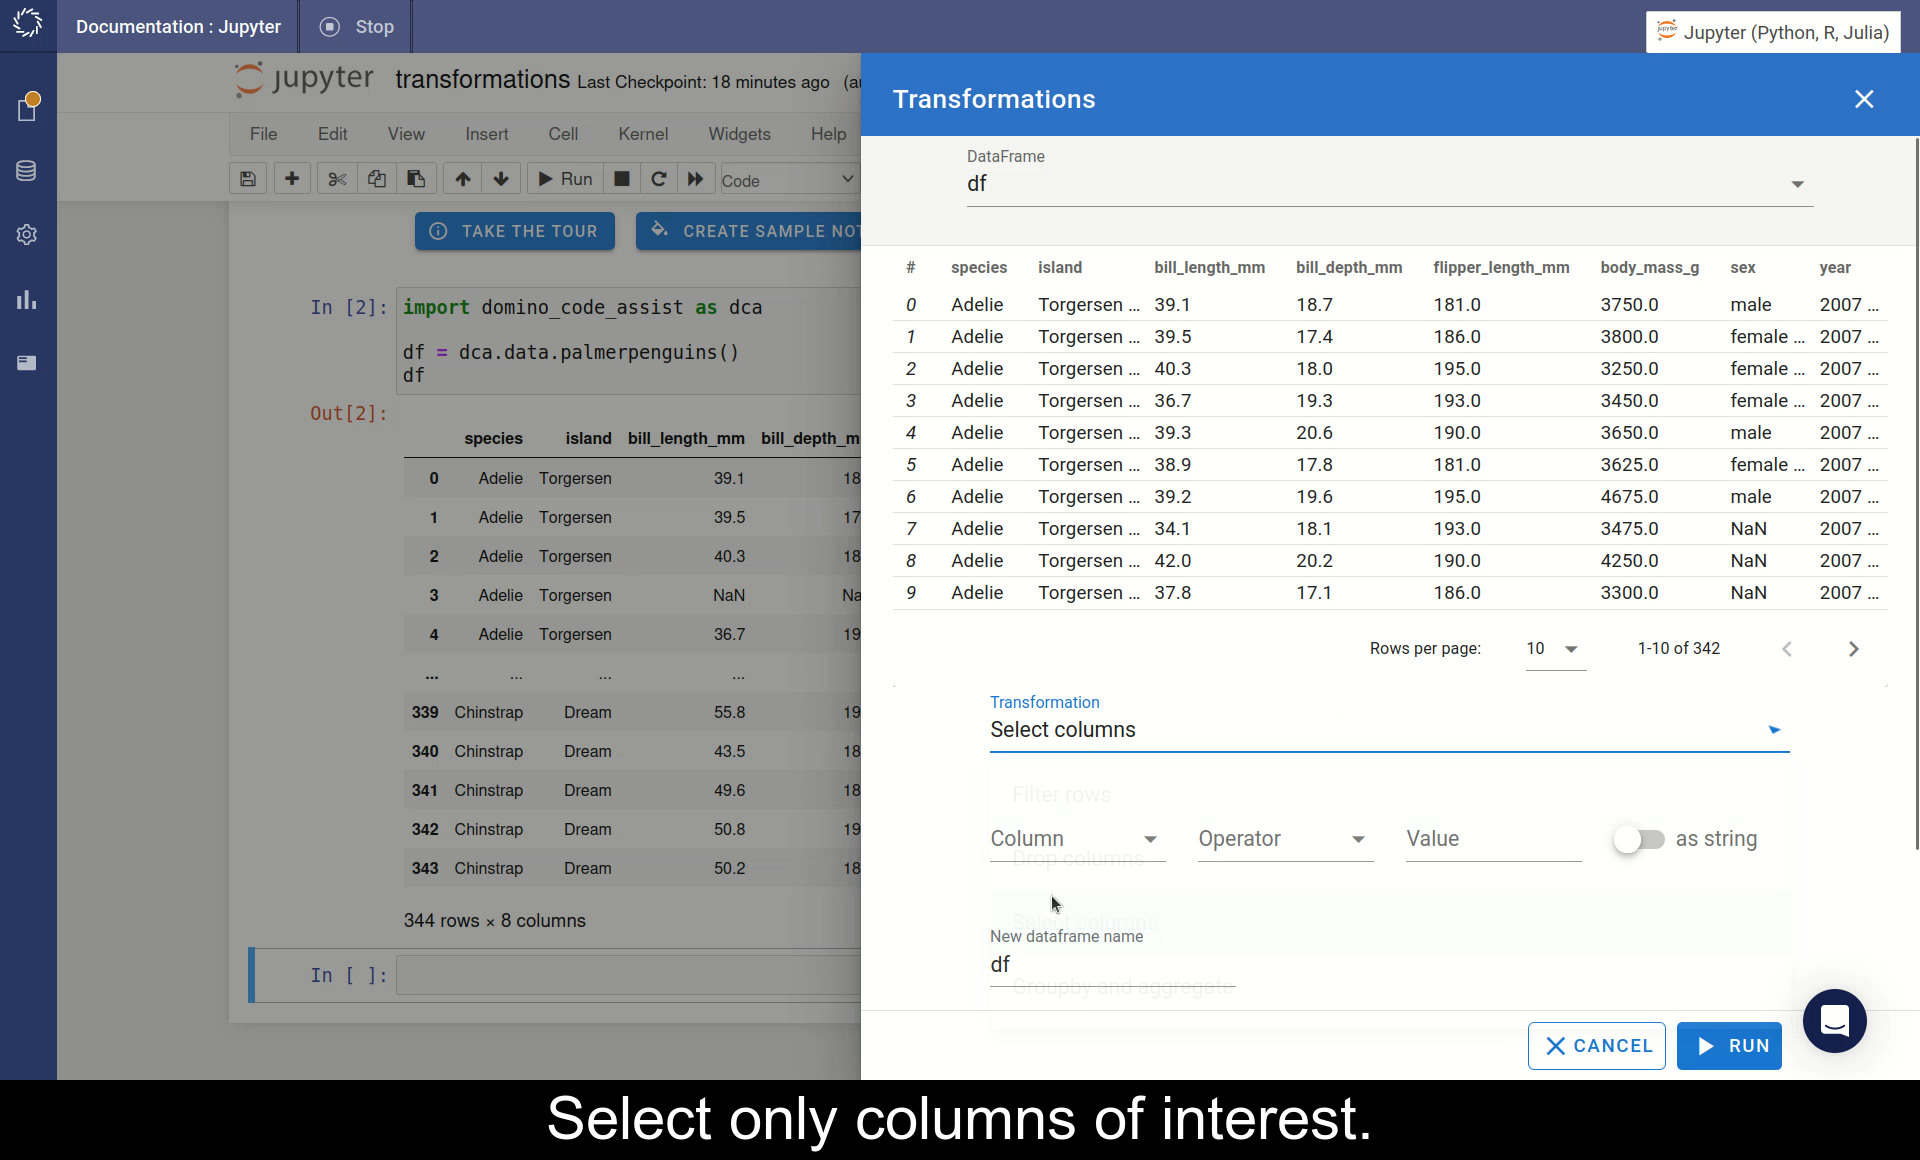 Documentation : Jupyter
Stop
Jupyter (Python, R, Julia)
jupyter transformations Last Checkpoint: 18 minutes ago (au
File Edit View Insert Cell Kernel Widgets Help
Run Code
TAKE THE TOUR
CREATE SAMPLE NOT
In [2]: import domino_code_assist as dca
df = dca.data.palmerpenguins()
df
Out[2]:
species island bill_length_mm bill_depth_m
0 Adelie Torgersen 39.1 18
1 Adelie Torgersen 39.5 17
2 Adelie Torgersen 40.3 18
3 Adelie Torgersen NaN Na
4 Adelie Torgersen 36.7 19
... ... ... ...
339 Chinstrap Dream 55.8 19
340 Chinstrap Dream 43.5 18
341 Chinstrap Dream 49.6 18
342 Chinstrap Dream 50.8 19
343 Chinstrap Dream 50.2 18
344 rows × 8 columns
In [ ]:
Transformations
DataFrame
df
# species island bill_length_mm bill_depth_mm flipper_length_mm body_mass_g sex year
0 Adelie Torgersen ... 39.1 18.7 181.0 3750.0 male 2007 ...
1 Adelie Torgersen ... 39.5 17.4 186.0 3800.0 female ... 2007 ...
2 Adelie Torgersen ... 40.3 18.0 195.0 3250.0 female ... 2007 ...
3 Adelie Torgersen ... 36.7 19.3 193.0 3450.0 female ... 2007 ...
4 Adelie Torgersen ... 39.3 20.6 190.0 3650.0 male 2007 ...
5 Adelie Torgersen ... 38.9 17.8 181.0 3625.0 female ... 2007 ...
6 Adelie Torgersen ... 39.2 19.6 195.0 4675.0 male 2007 ...
7 Adelie Torgersen ... 34.1 18.1 193.0 3475.0 NaN 2007 ...
8 Adelie Torgersen ... 42.0 20.2 190.0 4250.0 NaN 2007 ...
9 Adelie Torgersen ... 37.8 17.1 186.0 3300.0 NaN 2007 ...
Rows per page: 10 1-10 of 342
Transformation
Select columns
Filter rows
Column Operator Value as string
Drop columns
Select columns
New dataframe name
df
Groupby and aggregate
CANCEL RUN
Select only columns of interest.